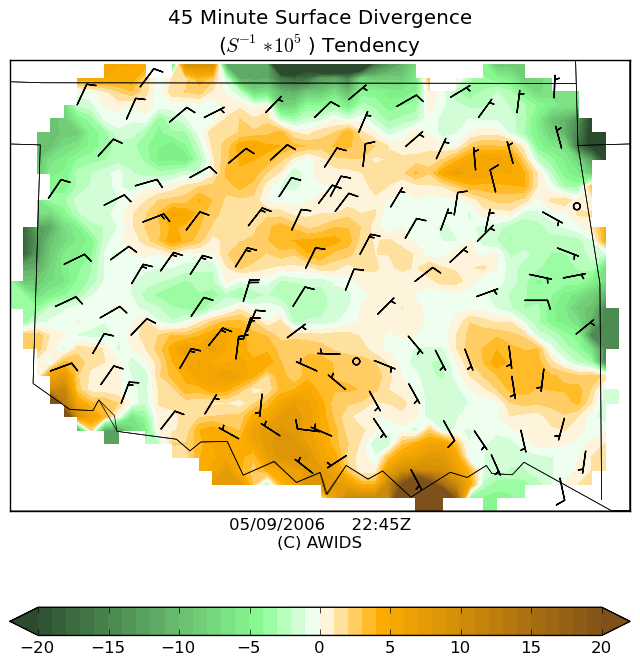 45 Minute Surface Divergence
($S^{-1} * 10^5$ ) Tendency
05/09/2006 22:45Z
(C) AWIDS
−20 −15 −10 −5 0 5 10 15 20